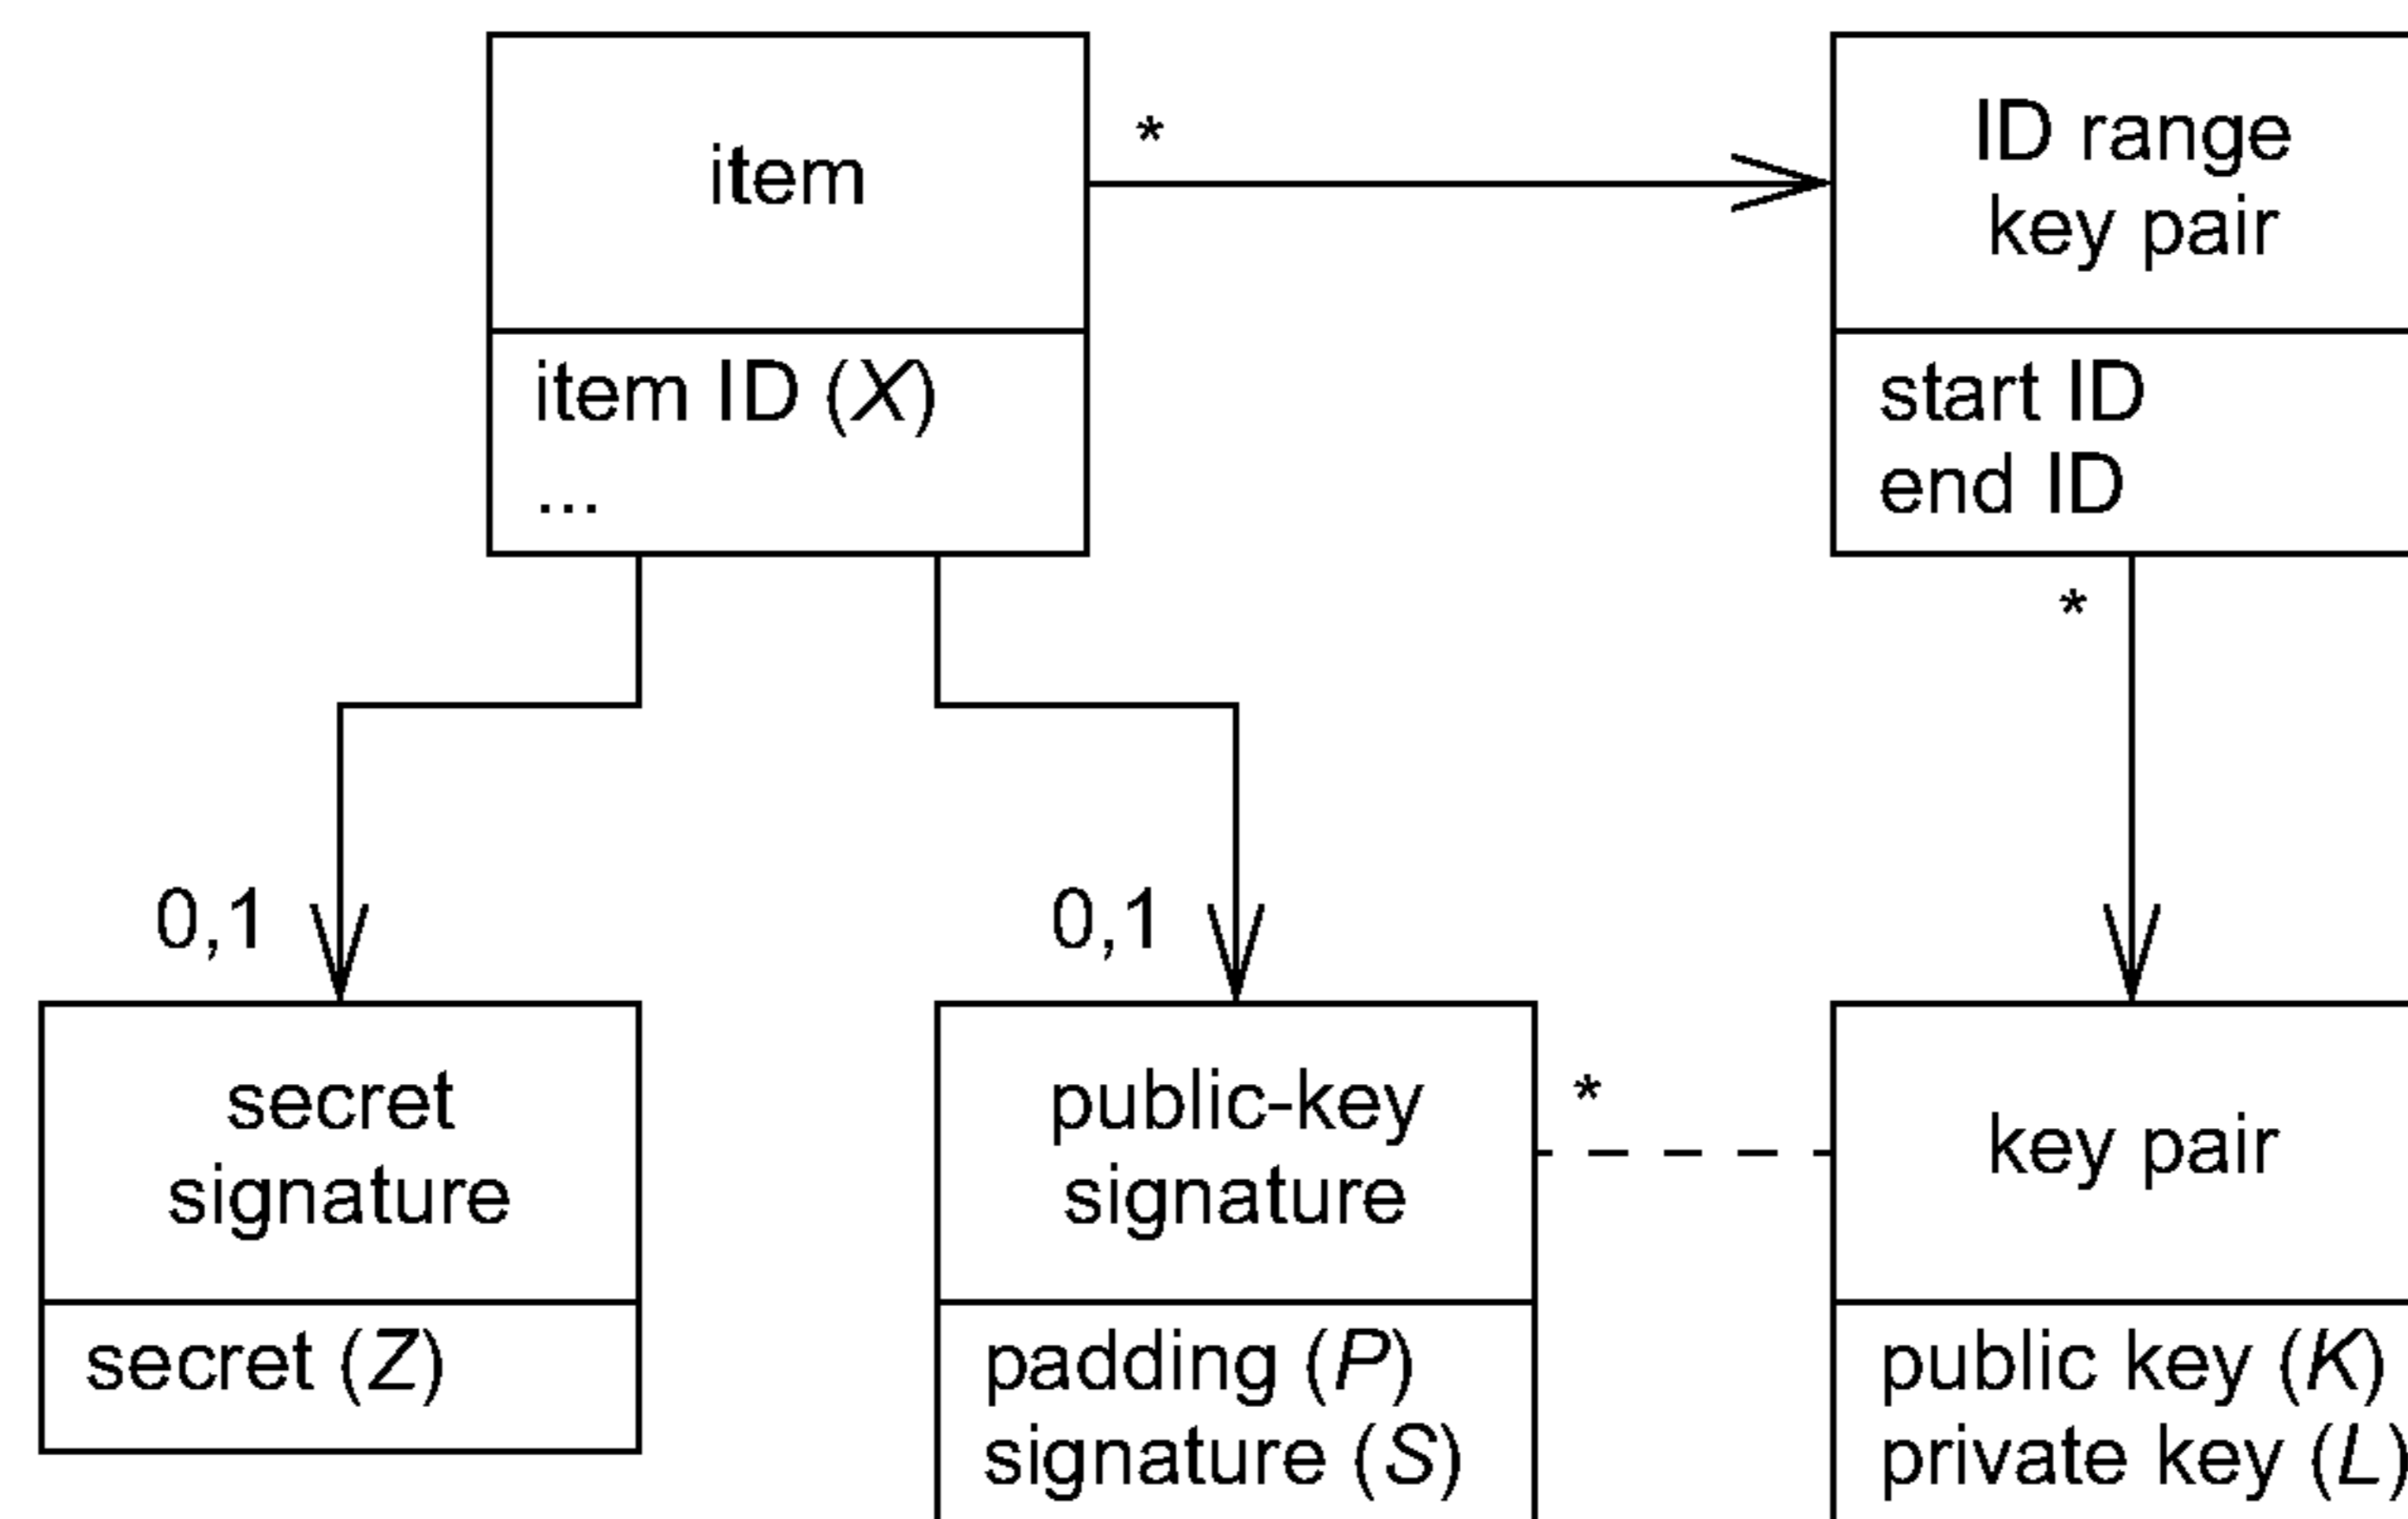 item
*
ID range
key pair
item ID (X)
...
start ID
end ID
*
0,1
0,1
secret
signature
public-key
signature
*
key pair
secret (Z)
padding (P)
signature (S)
public key (K)
private key (L)